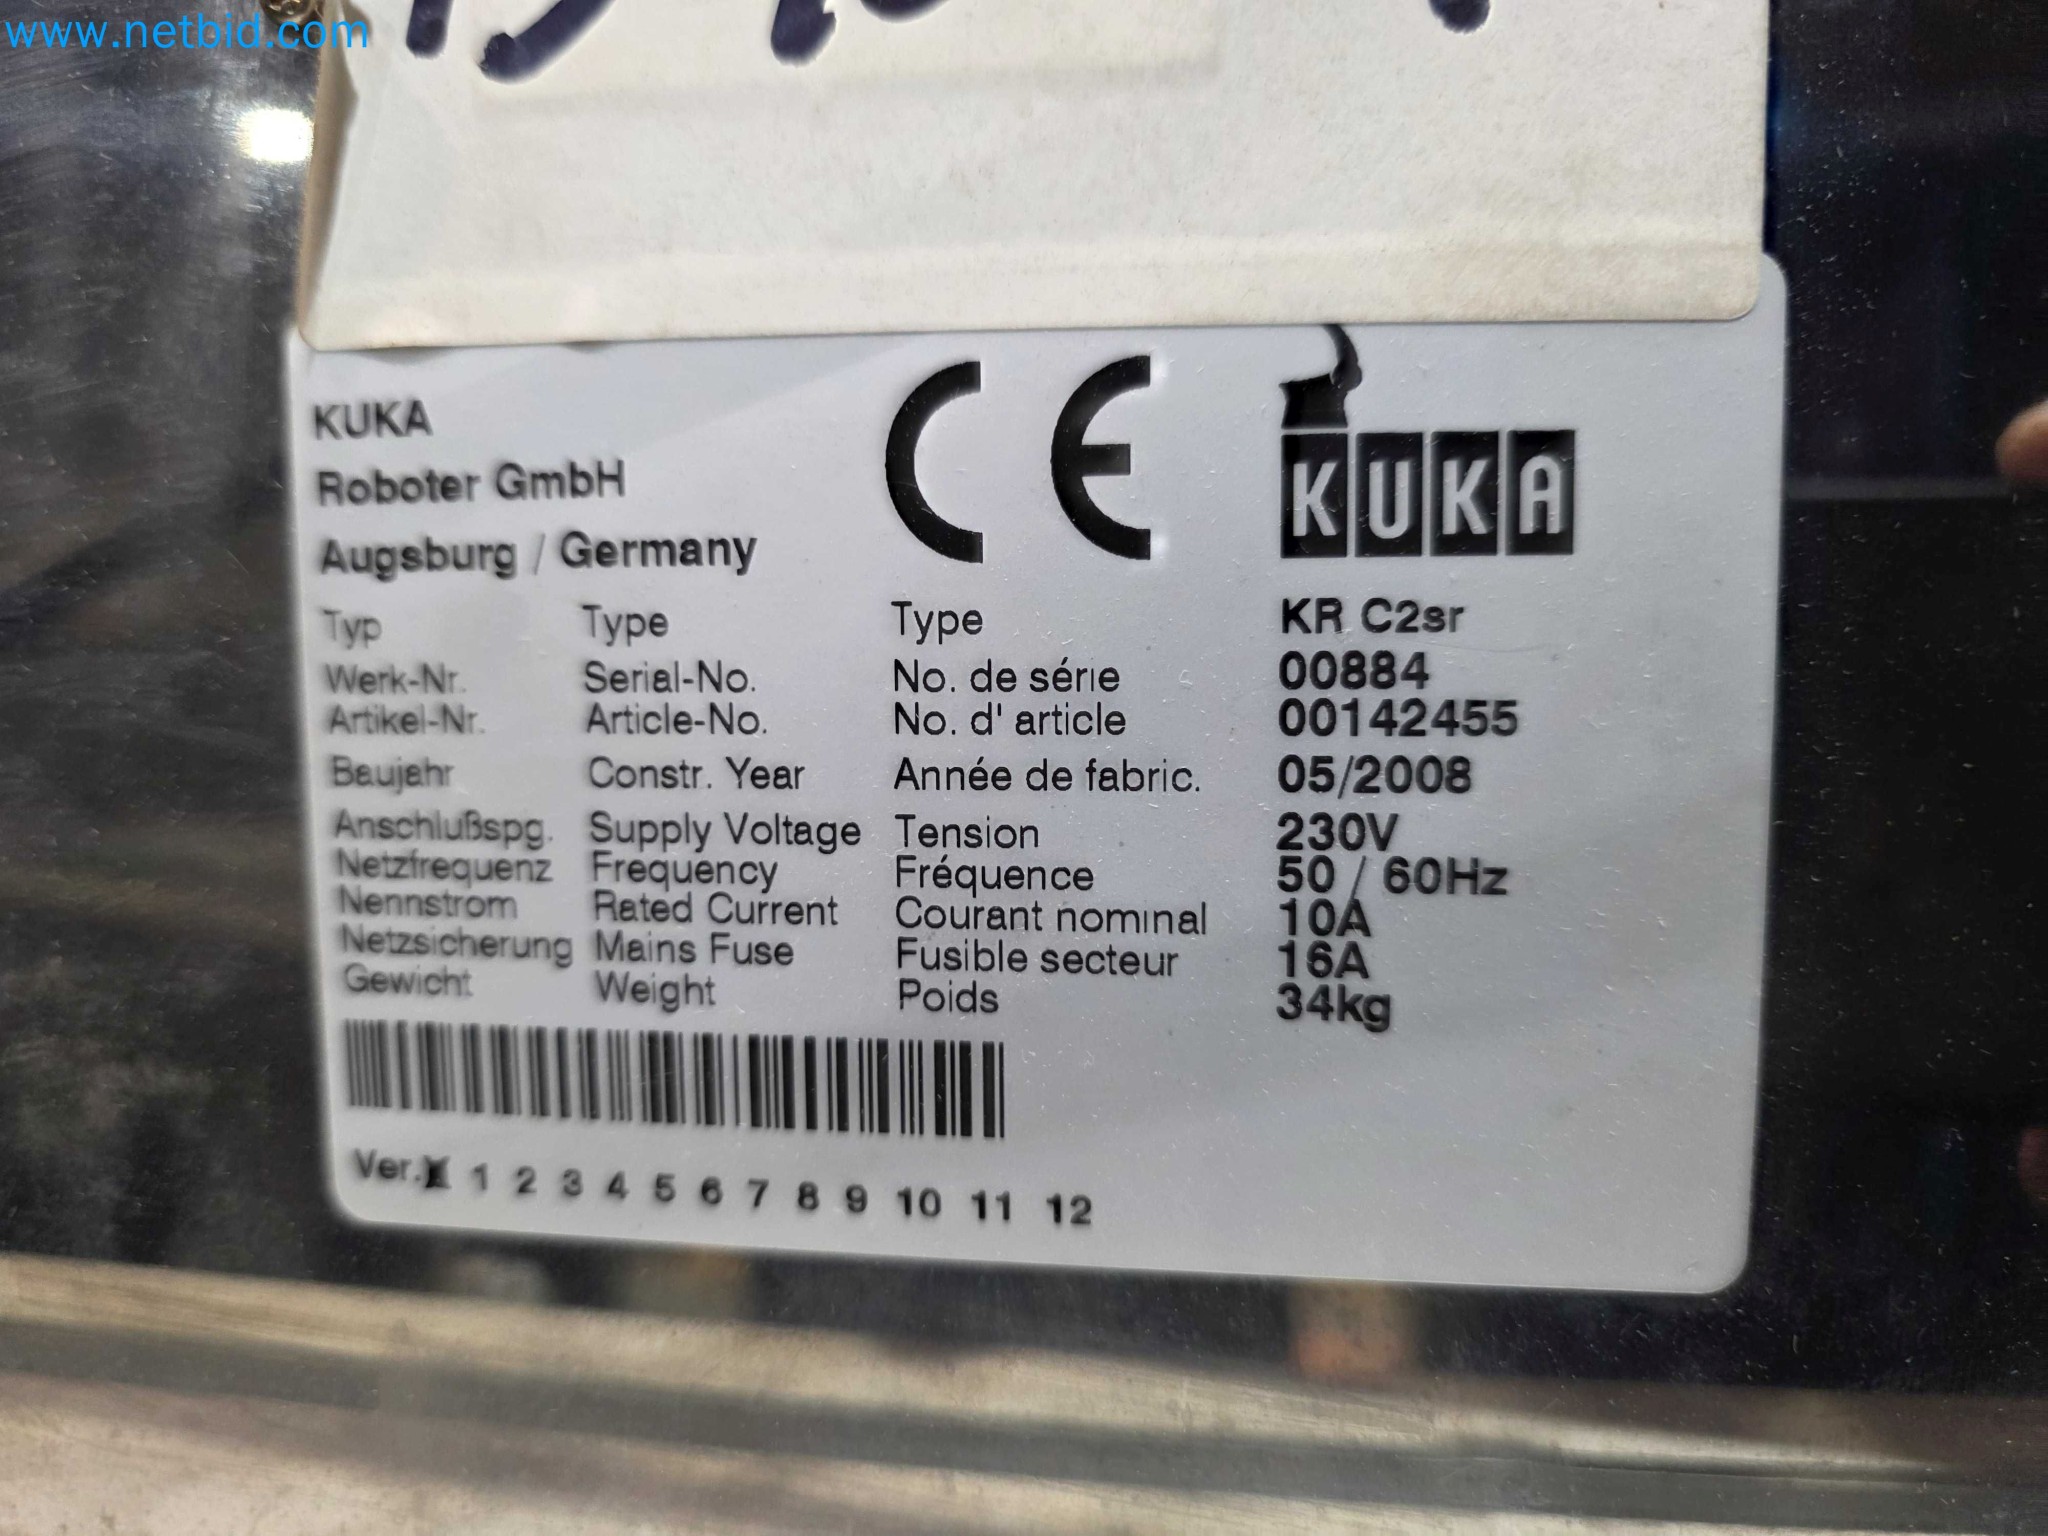 www.netbid.com
KUKA
Roboter GmbH
Augsburg / Germany
CE
KUKA
Typ Type Type KR C2sr
Werk-Nr. Serial-No. No. de série 00884
Artikel-Nr. Article-No. No. d' article 00142455
Baujahr Constr. Year Année de fabric. 05/2008
Anschlußspg. Supply Voltage Tension 230V
Netzfrequenz Frequency Fréquence 50 / 60Hz
Nennstrom Rated Current Courant nominal 10A
Netzsicherung Mains Fuse Fusible secteur 16A
Gewicht Weight Poids 34kg
Ver. 1 2 3 4 5 6 7 8 9 10 11 12